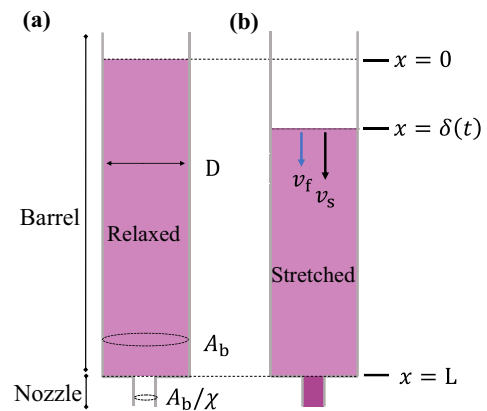 (a)
(b)
x = 0
x = δ(t)
D
v_f
v_s
Barrel
Relaxed
Stretched
A_b
x = L
Nozzle
A_b/χ